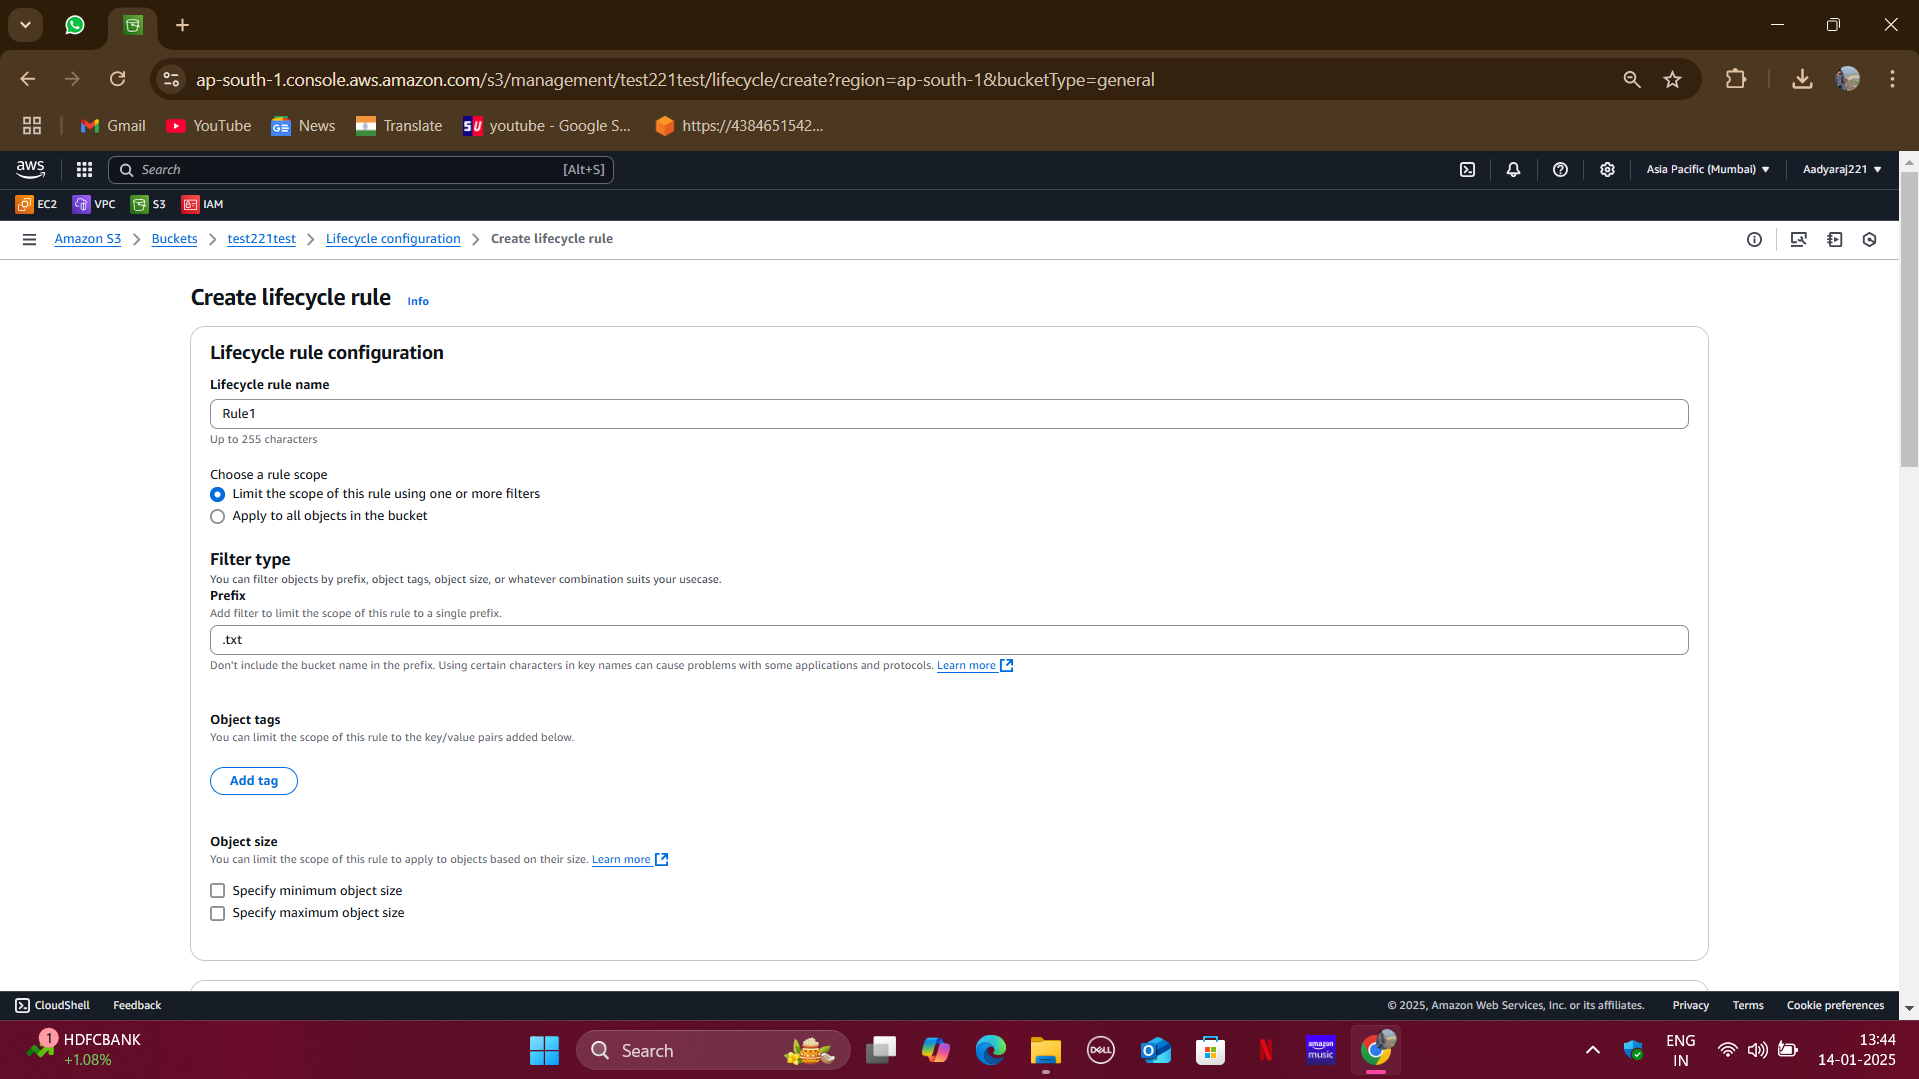 ap-south-1.console.aws.amazon.com/s3/management/test221test/lifecycle/create?region=ap-south-1&bucketType=general
Gmail YouTube News Translate youtube - Google S... https://4384651542...
aws Search [Alt+S] Asia Pacific (Mumbai) Aadyaraj221
EC2 VPC S3 IAM
Amazon S3 Buckets test221test Lifecycle configuration Create lifecycle rule
Create lifecycle rule Info
Lifecycle rule configuration
Lifecycle rule name
Rule1
Up to 255 characters
Choose a rule scope
Limit the scope of this rule using one or more filters
Apply to all objects in the bucket
Filter type
You can filter objects by prefix, object tags, object size, or whatever combination suits your usecase.
Prefix
Add filter to limit the scope of this rule to a single prefix.
.txt
Don't include the bucket name in the prefix. Using certain characters in key names can cause problems with some applications and protocols. Learn more
Object tags
You can limit the scope of this rule to the key/value pairs added below.
Add tag
Object size
You can limit the scope of this rule to apply to objects based on their size. Learn more
Specify minimum object size
Specify maximum object size
CloudShell Feedback © 2025, Amazon Web Services, Inc. or its affiliates. Privacy Terms Cookie preferences
1 HDFCBANK
+1.08%
Search
DELL
amazon music
ENG
IN
13:44
14-01-2025